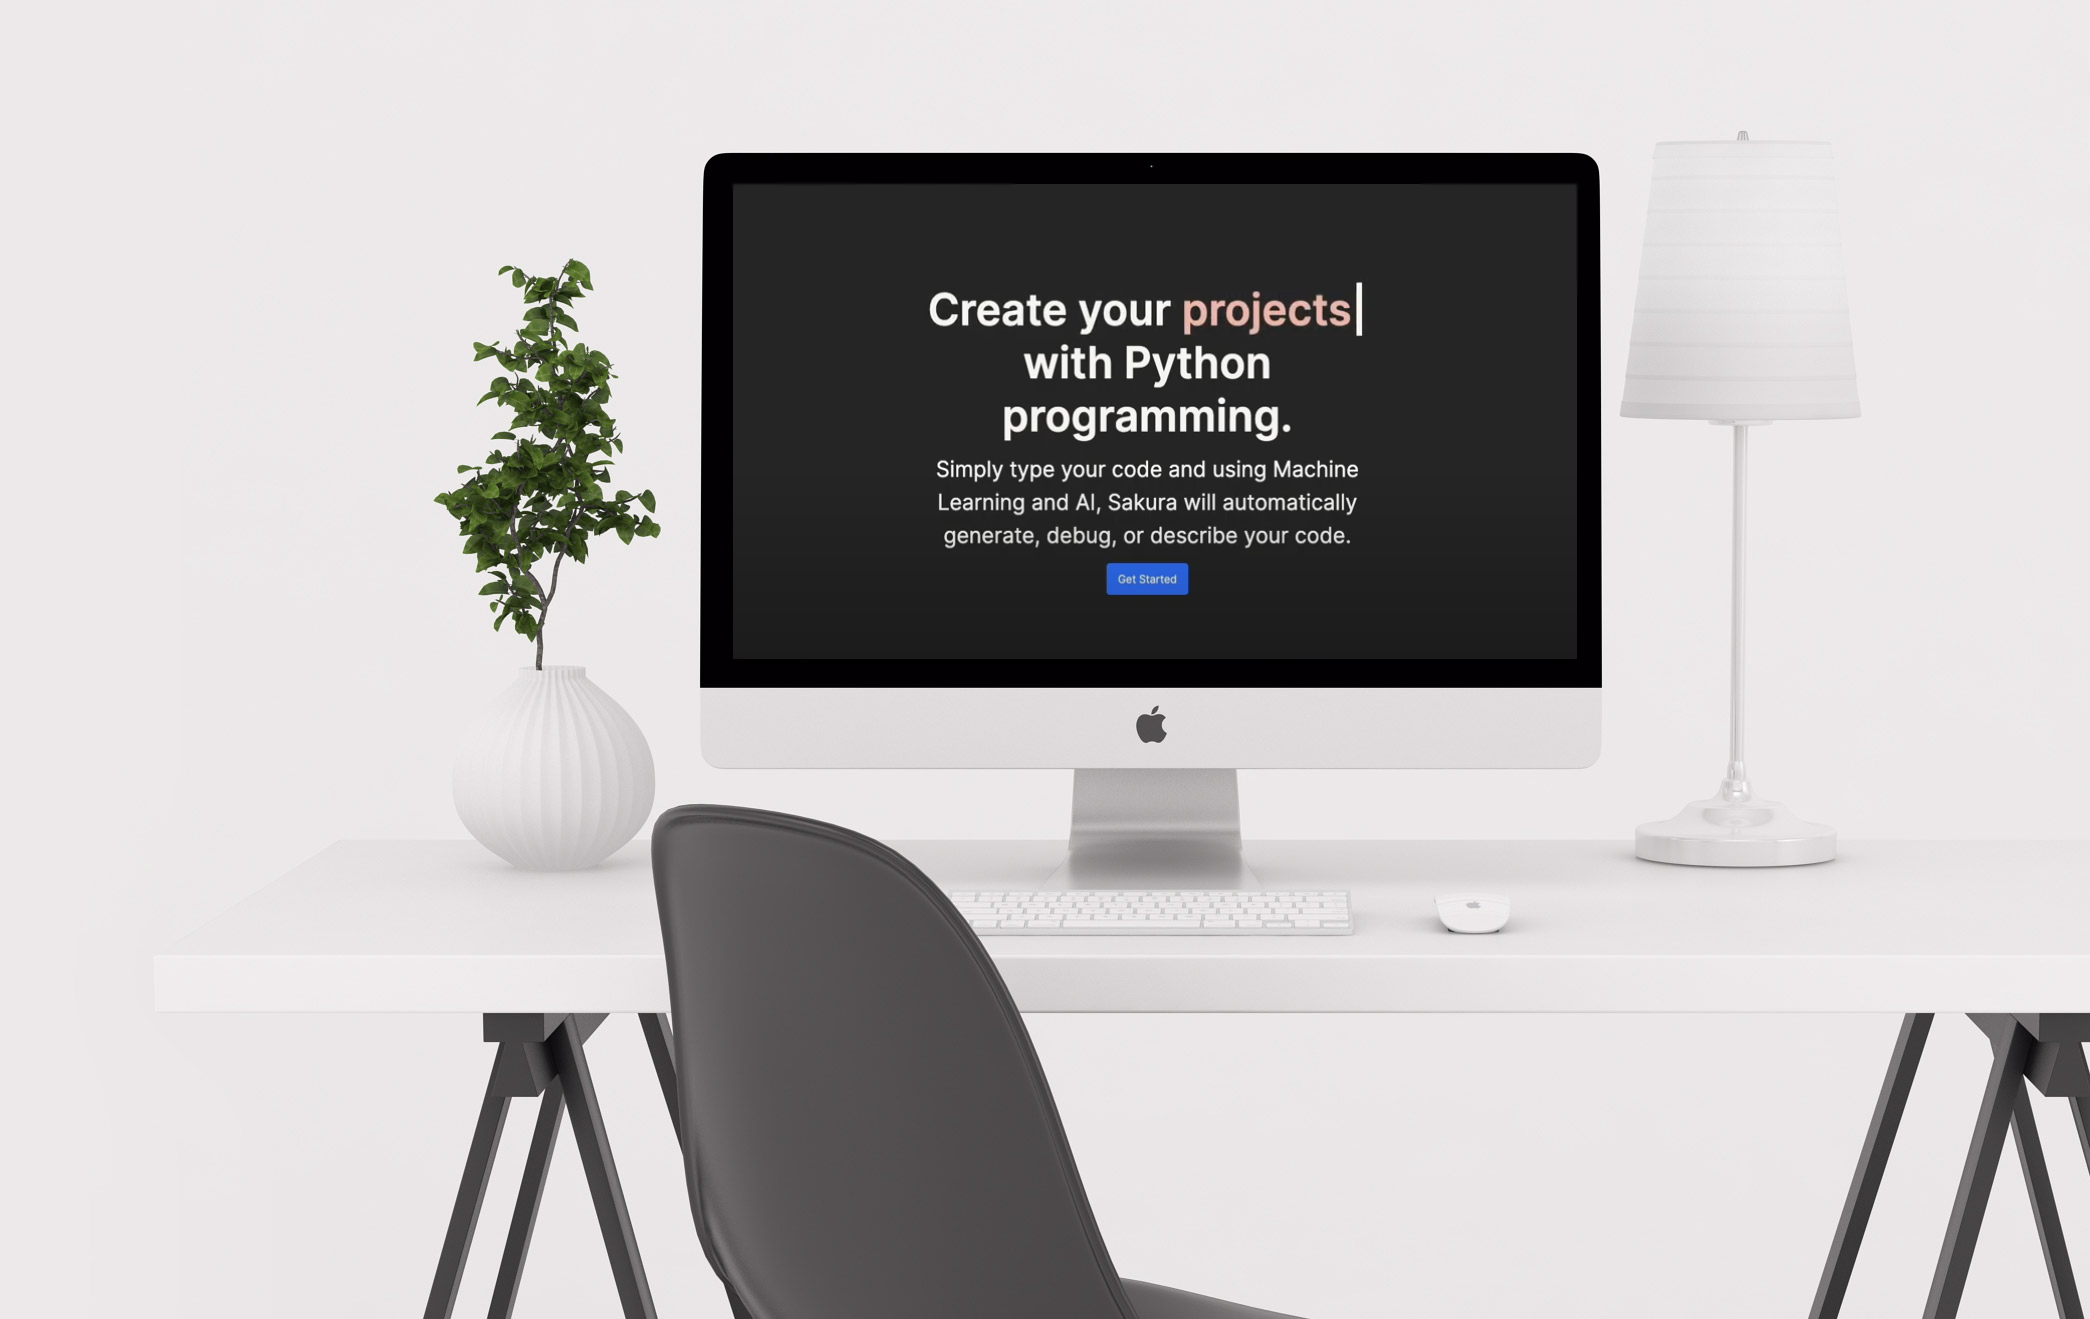 Create your projects
with Python
programming.
Simply type your code and using Machine
Learning and AI, Sakura will automatically
generate, debug, or describe your code.
Get Started